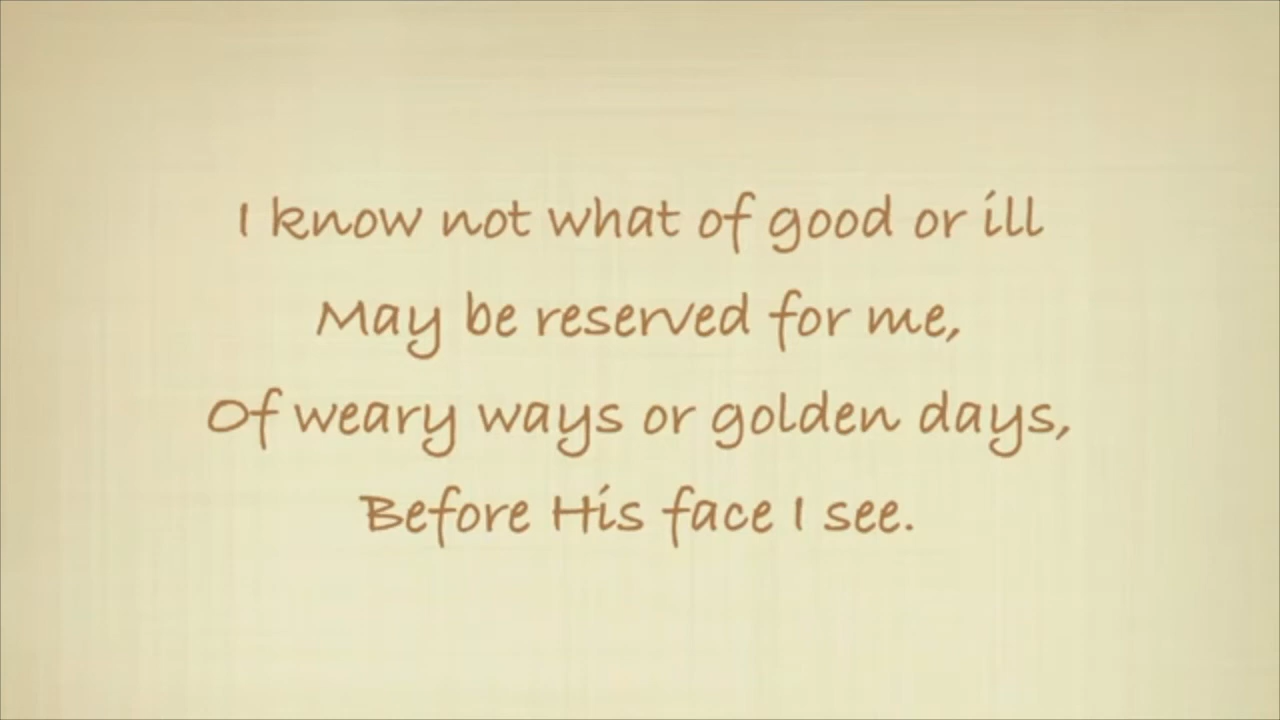 I know not what of good or ill
May be reserved for me,
Of weary ways or golden days,
Before His face I see.